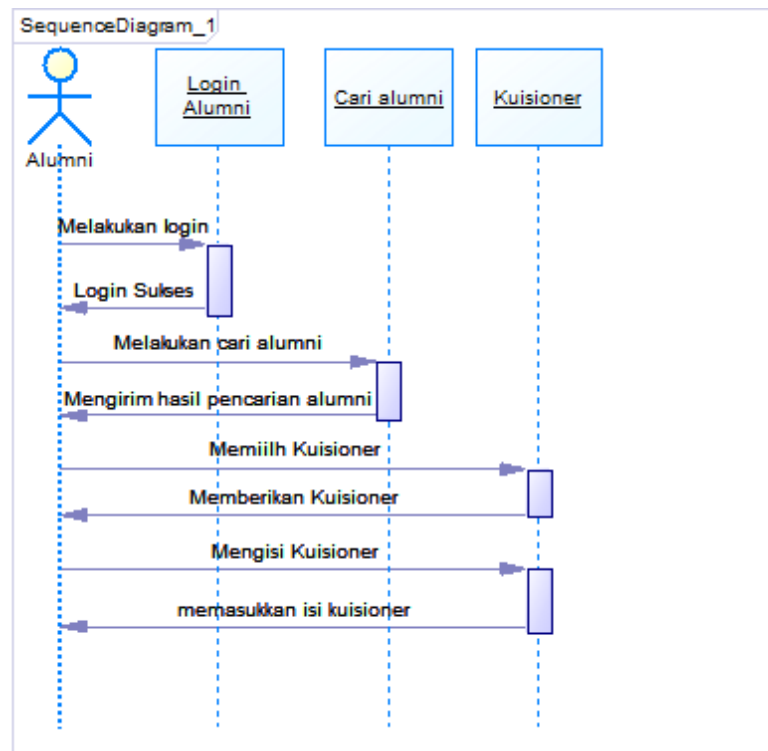 SequenceDiagram_1
Login
Alumni
Cari alumni
Kuisioner
Alumni
Melakukan login
Login Sukses
Melakukan cari alumni
Mengirim hasil pencarian alumni
Memiilh Kuisioner
Memberikan Kuisioner
Mengisi Kuisioner
memasukkan isi kuisioner